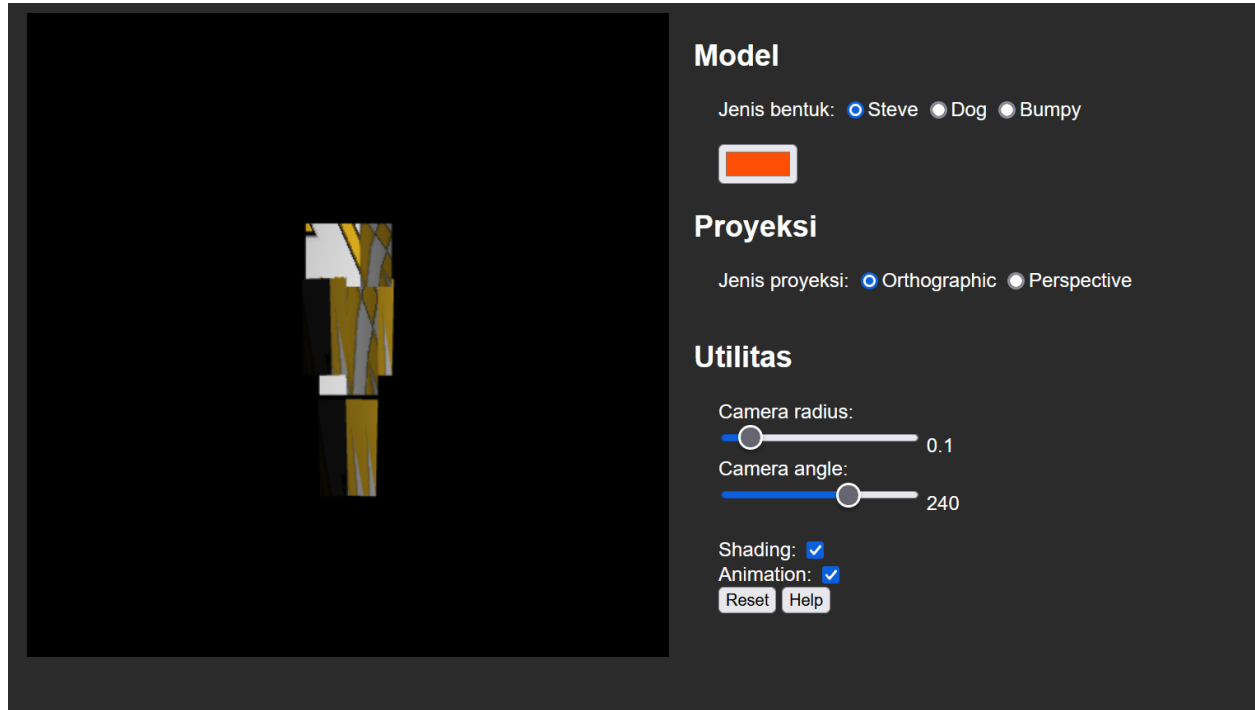 Model
Jenis bentuk: Steve Dog Bumpy
Proyeksi
Jenis proyeksi: Orthographic Perspective
Utilitas
Camera radius:
0.1
Camera angle:
240
Shading:
Animation:
Reset Help